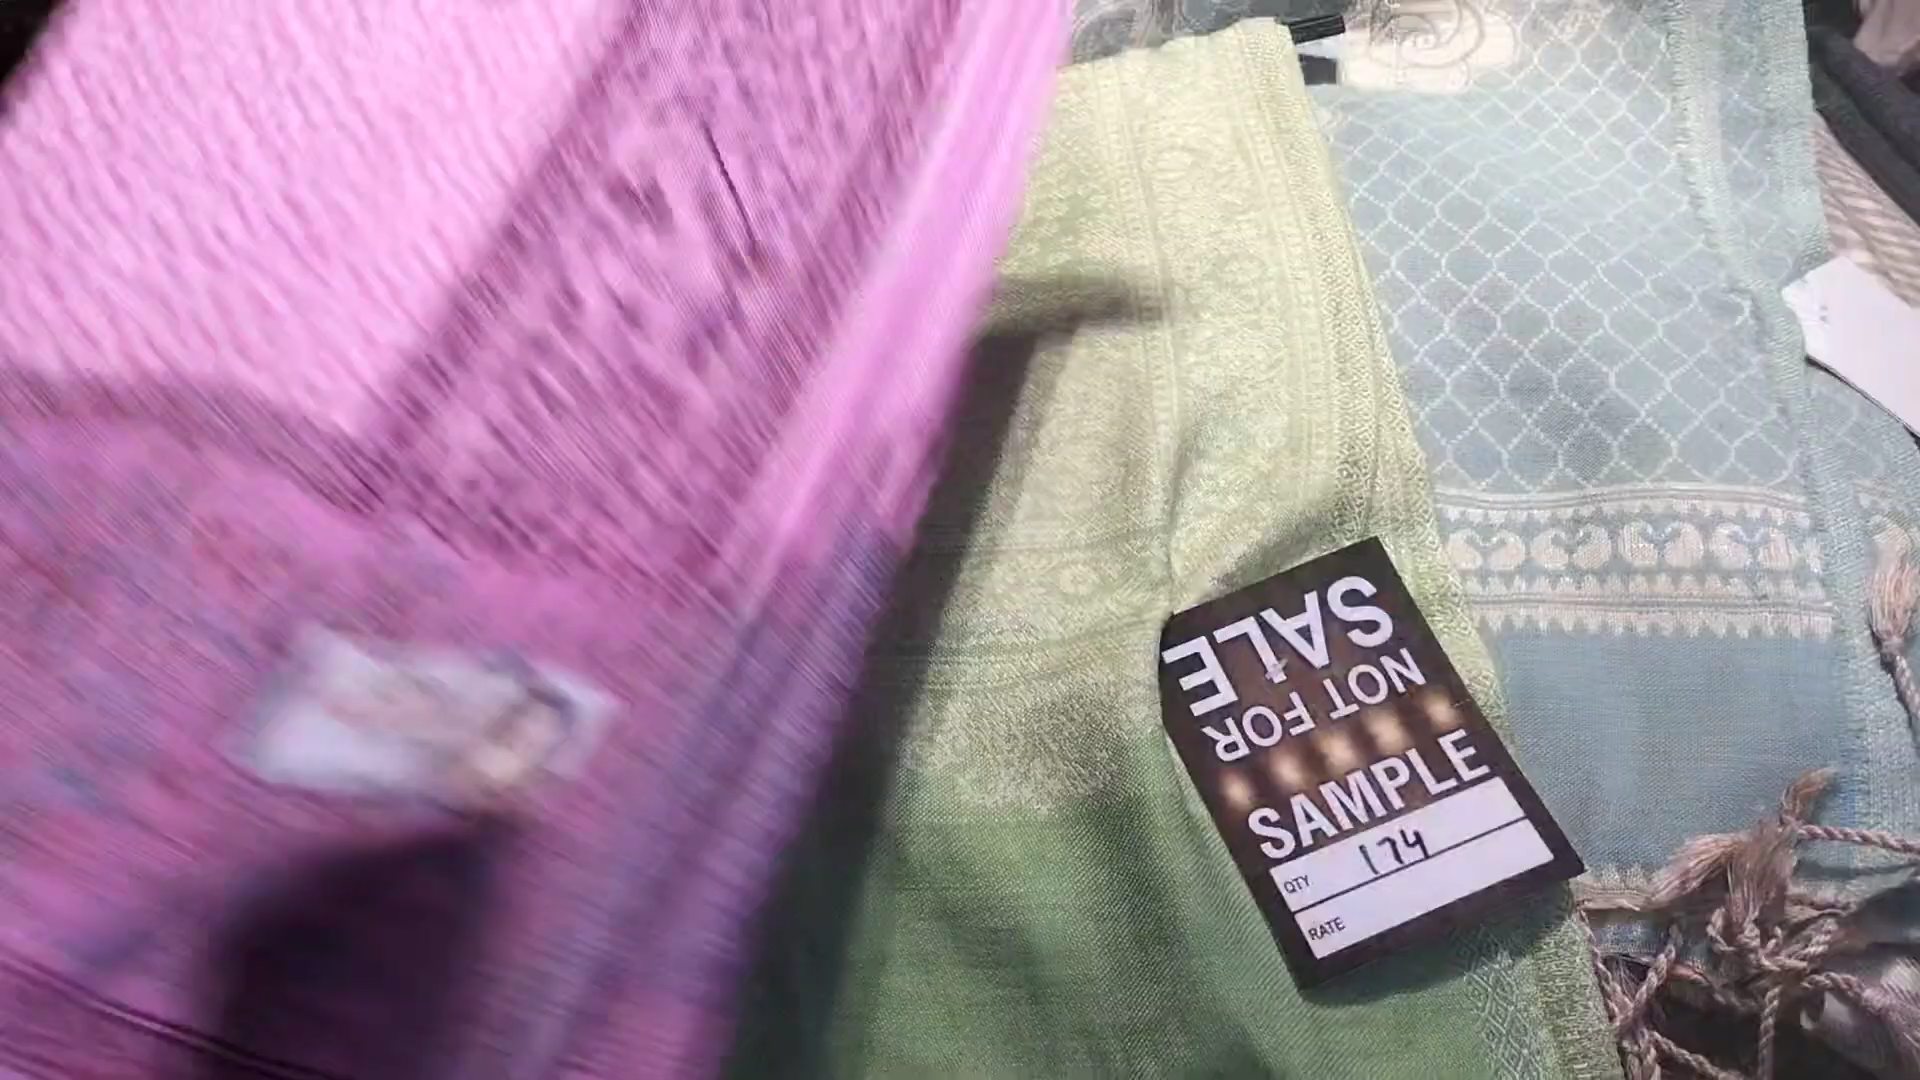 SALE
NOT FOR
SAMPLE
QTY 174
RATE